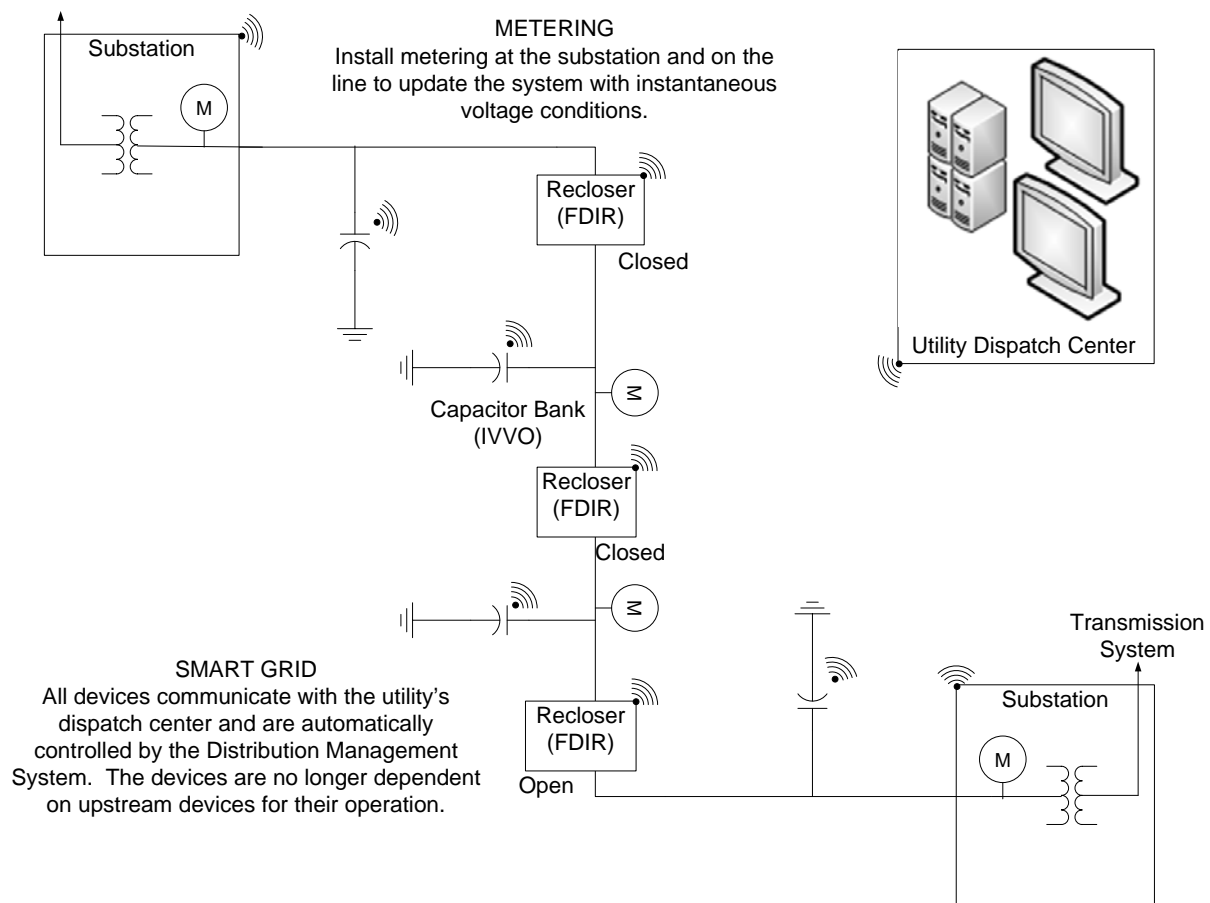 Substation
M
METERING
Install metering at the substation and on the
line to update the system with instantaneous
voltage conditions.
Recloser
(FDIR)
Closed
Utility Dispatch Center
Capacitor Bank
(IVVO)
M
Recloser
(FDIR)
Closed
M
SMART GRID
All devices communicate with the utility’s
dispatch center and are automatically
controlled by the Distribution Management
System.  The devices are no longer dependent
on upstream devices for their operation.
Recloser
(FDIR)
Open
Transmission
System
Substation
M